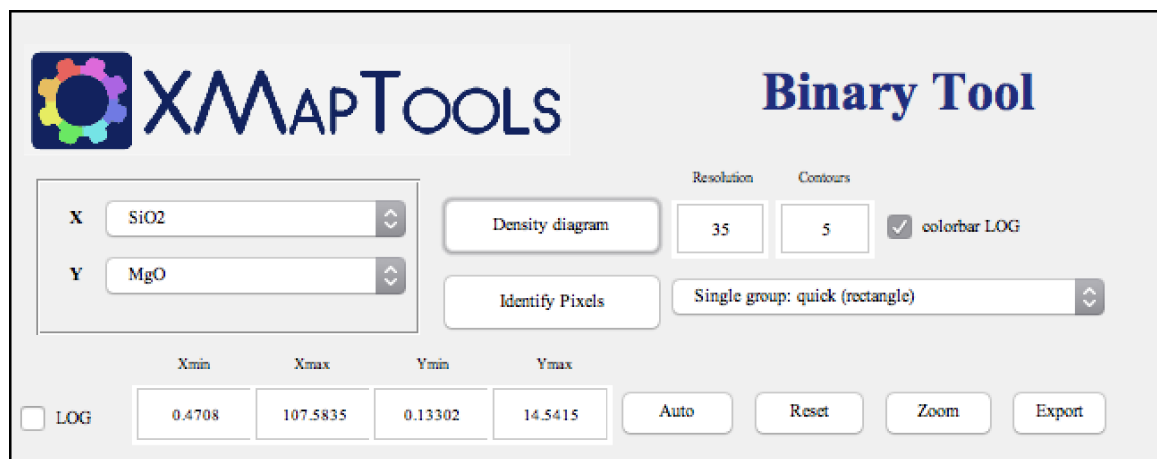 XMAPTOOLS
Binary Tool
Resolution Contours
X SiO2 Density diagram 35 5 colorbar LOG
Y MgO
Identify Pixels Single group: quick (rectangle)
Xmin Xmax Ymin Ymax
LOG 0.4708 107.5835 0.13302 14.5415 Auto Reset Zoom Export